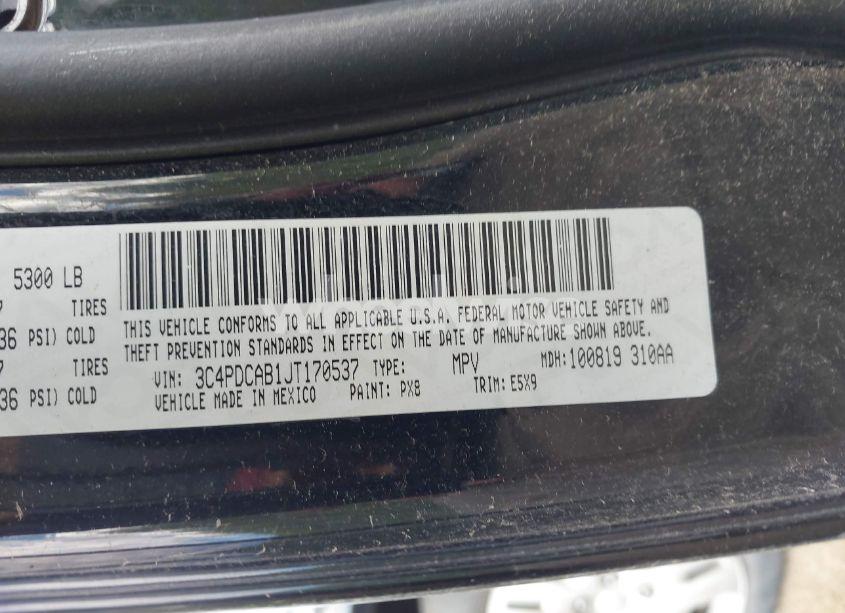 5300 LB
TIRES
36 PSI) COLD
TIRES
36 PSI) COLD
THIS VEHICLE CONFORMS TO ALL APPLICABLE U.S.A. FEDERAL MOTOR VEHICLE SAFETY AND
THEFT PREVENTION STANDARDS IN EFFECT ON THE DATE OF MANUFACTURE SHOWN ABOVE.
VIN: 3C4PDCAB1JT170537 TYPE: MPV MDH:100819 310AA
VEHICLE MADE IN MEXICO PAINT: PX8 TRIM: E5X9